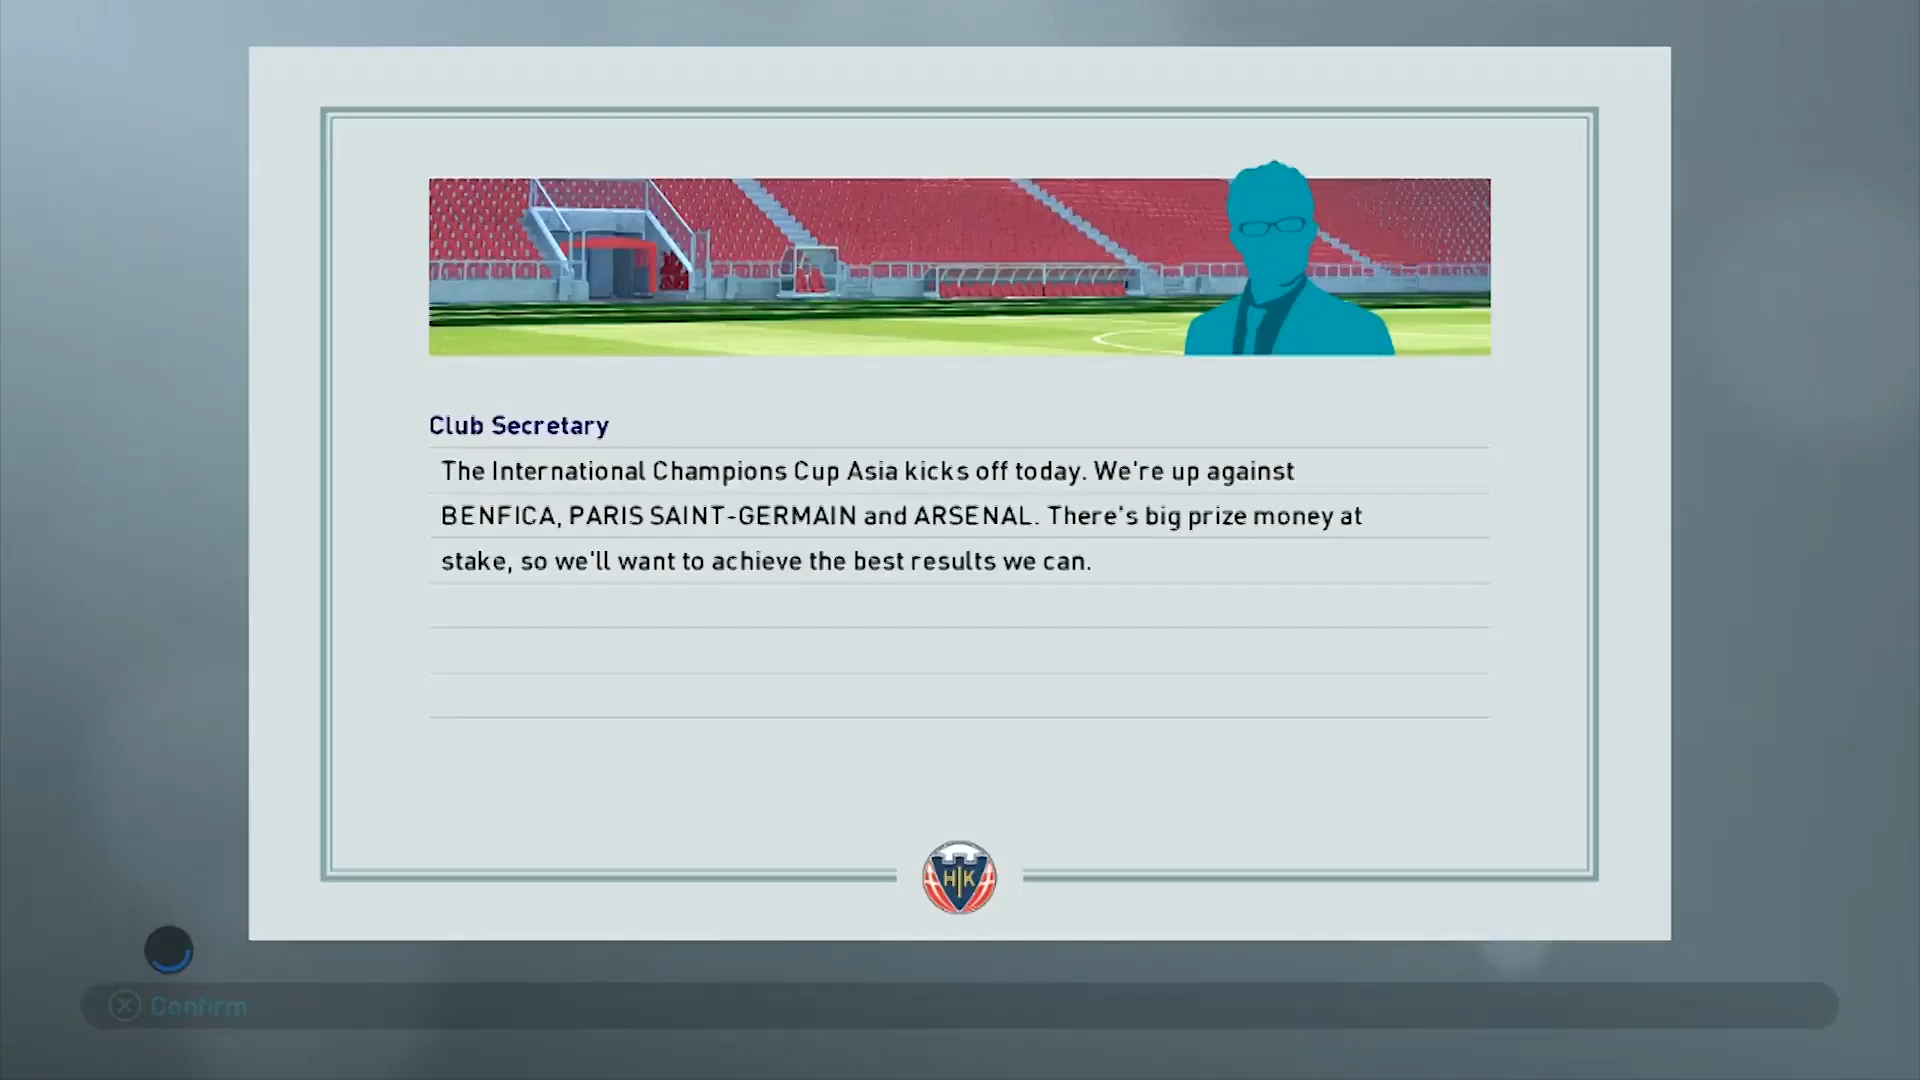 Club Secretary
The International Champions Cup Asia kicks off today. We're up against
BENFICA, PARIS SAINT-GERMAIN and ARSENAL. There's big prize money at
stake, so we'll want to achieve the best results we can.
HIK
Confirm